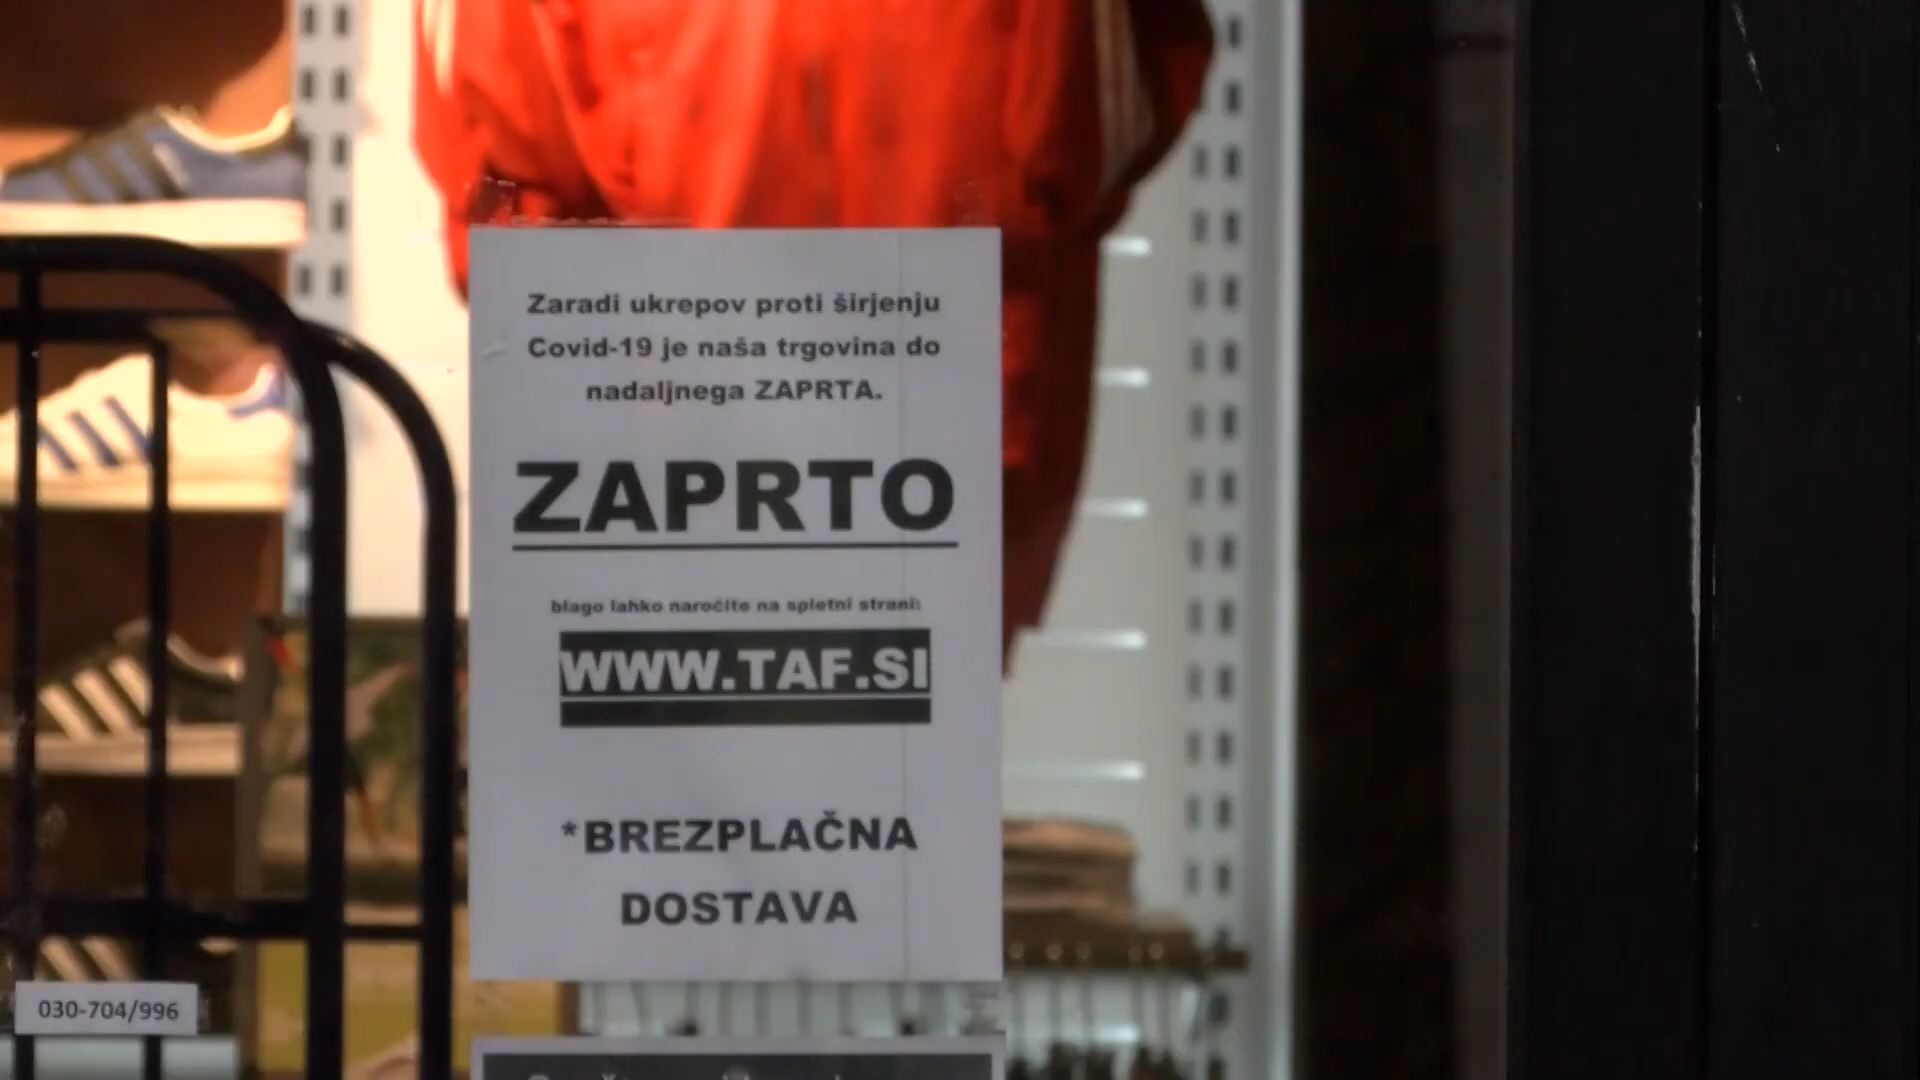 Zaradi ukrepov proti širjenju
Covid-19 je naša trgovina do
nadaljnega ZAPRTA.
ZAPRTO
blago lahko naročite na spletni strani:
WWW.TAF.SI
*BREZPLAČNA
DOSTAVA
030-704/996